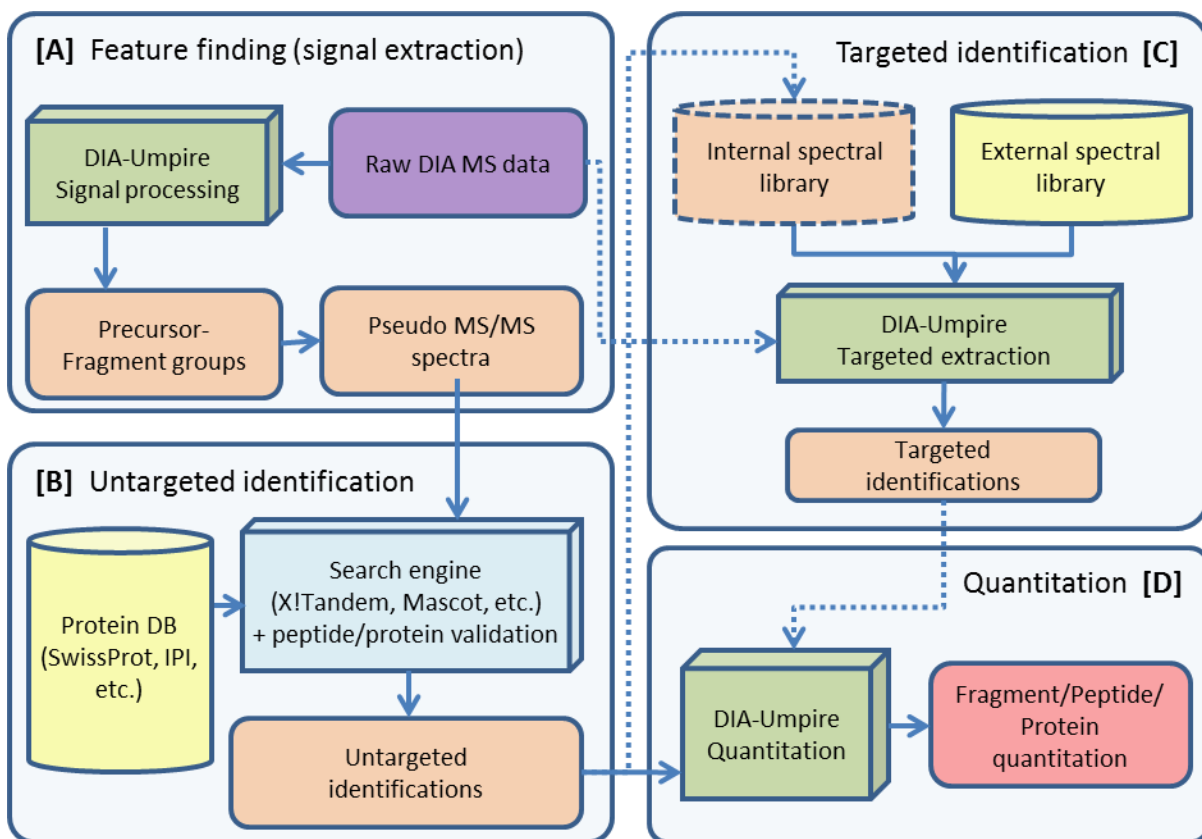 [A] Feature finding (signal extraction)
DIA-Umpire
Signal processing
Raw DIA MS data
Precursor-
Fragment groups
Pseudo MS/MS
spectra
[B] Untargeted identification
Protein DB
(SwissProt, IPI,
etc.)
Search engine
(X!Tandem, Mascot, etc.)
+ peptide/protein validation
Untargeted
identifications
Targeted identification [C]
Internal spectral
library
External spectral
library
DIA-Umpire
Targeted extraction
Targeted
identifications
Quantitation [D]
DIA-Umpire
Quantitation
Fragment/Peptide/
Protein
quantitation